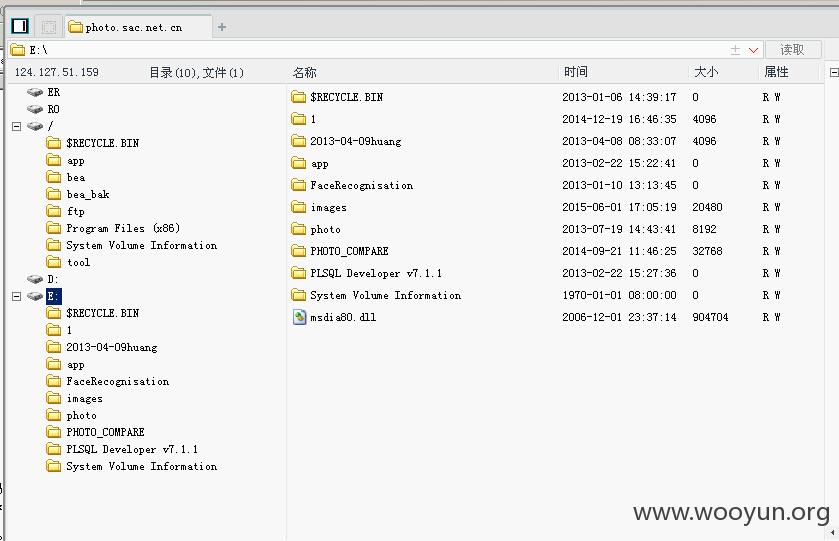 photo.sac.net.cn
E:\
读取
124.127.51.159 目录(10),文件(1)
ER
RO
/
$RECYCLE.BIN
app
bea
bea_bak
ftp
Program Files (x86)
System Volume Information
tool
D:
E:
$RECYCLE.BIN
1
2013-04-09huang
app
FaceRecognisation
images
photo
PHOTO_COMPARE
PLSQL Developer v7.1.1
System Volume Information
名称 时间 大小 属性
$RECYCLE.BIN 2013-01-06 14:39:17 0 R W
1 2014-12-19 16:46:35 4096 R W
2013-04-09huang 2013-04-08 08:33:07 4096 R W
app 2013-02-22 15:22:41 0 R W
FaceRecognisation 2013-01-10 13:13:45 0 R W
images 2015-06-01 17:05:19 20480 R W
photo 2013-07-19 14:43:41 8192 R W
PHOTO_COMPARE 2014-09-21 11:46:25 32768 R W
PLSQL Developer v7.1.1 2013-02-22 15:27:36 0 R W
System Volume Information 1970-01-01 08:00:00 0 R W
msdia80.dll 2006-12-01 23:37:14 904704 R W
www.wooyun.org